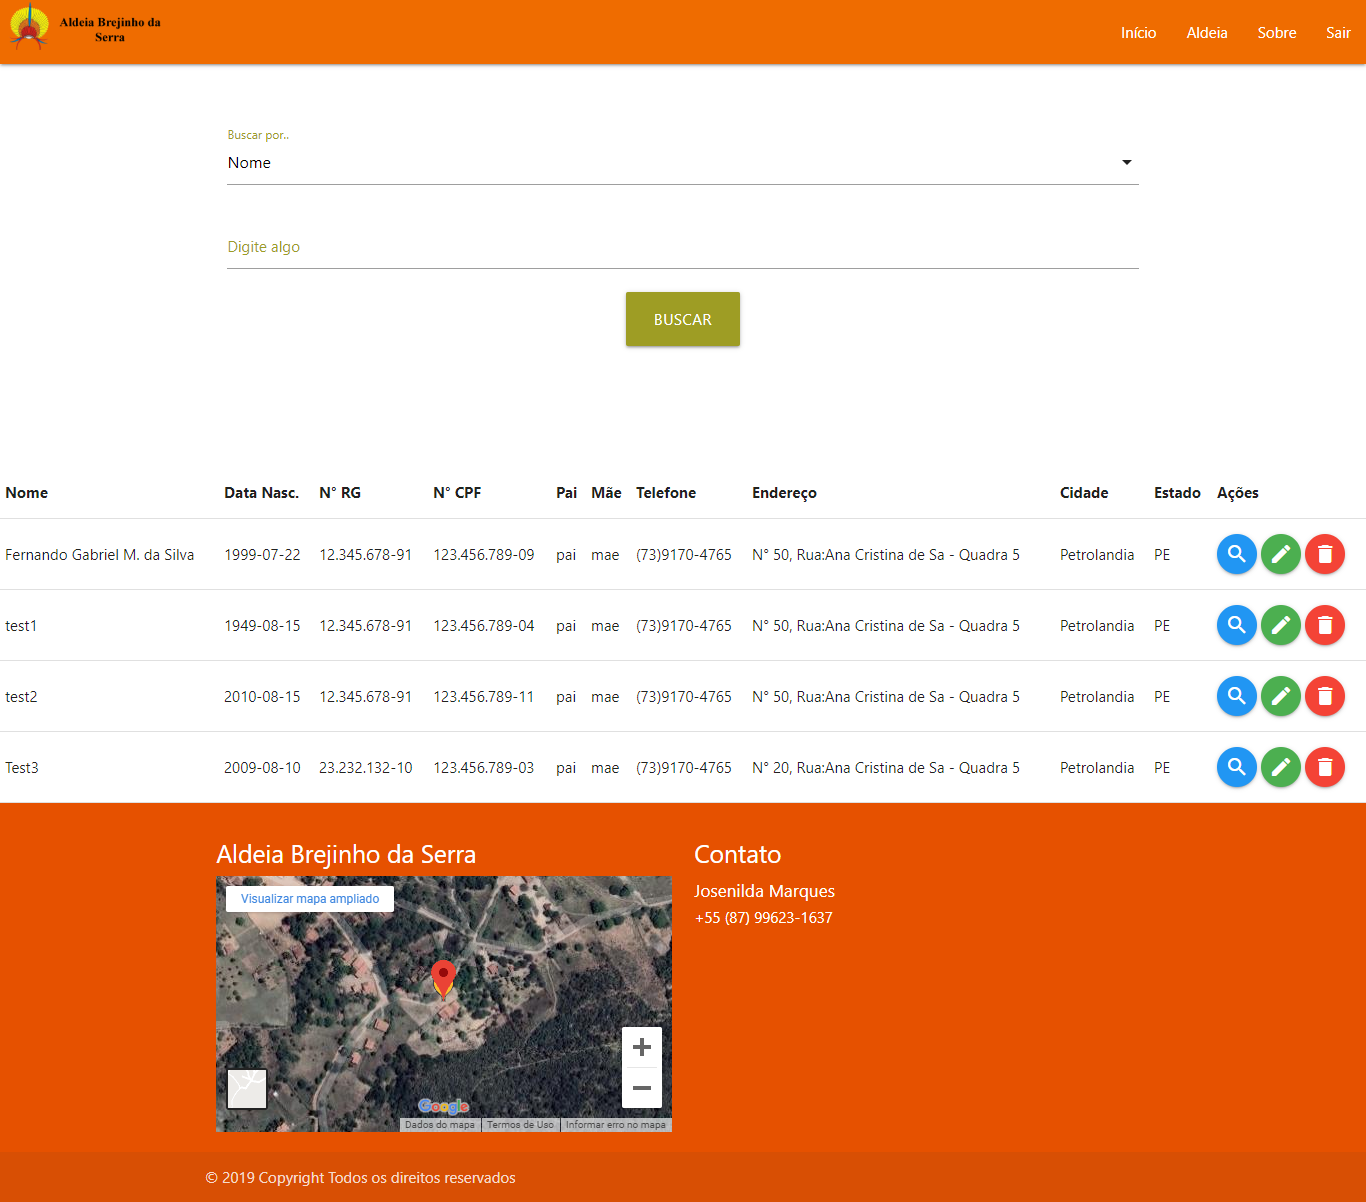 Aldeia Brejinho da
Serra
Início Aldeia Sobre Sair
Buscar por..
Nome
Digite algo
BUSCAR
Nome Data Nasc. N° RG N° CPF Pai Mãe Telefone Endereço Cidade Estado Ações
Fernando Gabriel M. da Silva 1999-07-22 12.345.678-91 123.456.789-09 pai mae (73)9170-4765 N° 50, Rua:Ana Cristina de Sa - Quadra 5 Petrolandia PE
test1 1949-08-15 12.345.678-91 123.456.789-04 pai mae (73)9170-4765 N° 50, Rua:Ana Cristina de Sa - Quadra 5 Petrolandia PE
test2 2010-08-15 12.345.678-91 123.456.789-11 pai mae (73)9170-4765 N° 50, Rua:Ana Cristina de Sa - Quadra 5 Petrolandia PE
Test3 2009-08-10 23.232.132-10 123.456.789-03 pai mae (73)9170-4765 N° 20, Rua:Ana Cristina de Sa - Quadra 5 Petrolandia PE
Aldeia Brejinho da Serra
Visualizar mapa ampliado
Google
Dados do mapa Termos de Uso Informar erro no mapa
Contato
Josenilda Marques
+55 (87) 99623-1637
© 2019 Copyright Todos os direitos reservados